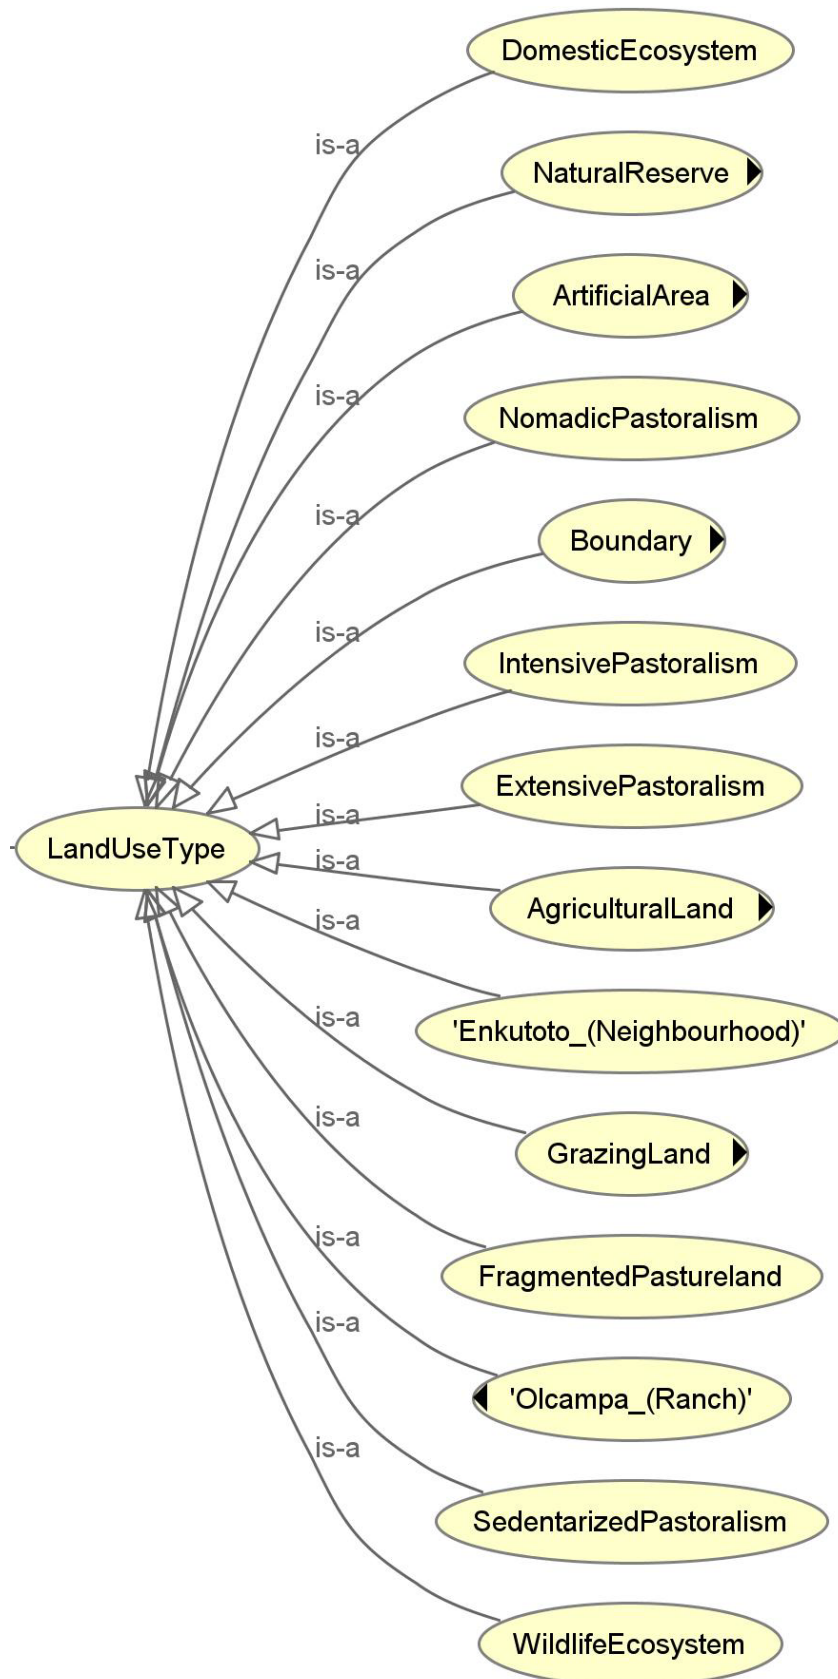 DomesticEcosystem
is-a
NaturalReserve
is-a
ArtificialArea
is-a
NomadicPastoralism
is-a
Boundary
is-a
IntensivePastoralism
is-a
ExtensivePastoralism
is-a
LandUseType
is-a
AgriculturalLand
is-a
'Enkutoto_(Neighbourhood)'
is-a
GrazingLand
is-a
FragmentedPastureland
is-a
'Olcampa_(Ranch)'
is-a
SedentarizedPastoralism
is-a
WildlifeEcosystem